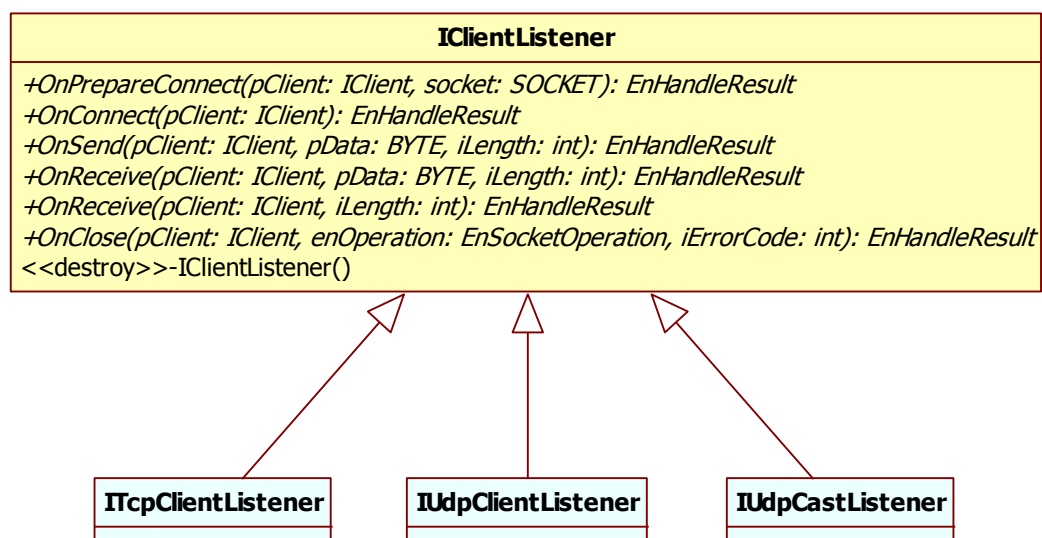 IClientListener
+OnPrepareConnect(pClient: IClient, socket: SOCKET): EnHandleResult
+OnConnect(pClient: IClient): EnHandleResult
+OnSend(pClient: IClient, pData: BYTE, iLength: int): EnHandleResult
+OnReceive(pClient: IClient, pData: BYTE, iLength: int): EnHandleResult
+OnReceive(pClient: IClient, iLength: int): EnHandleResult
+OnClose(pClient: IClient, enOperation: EnSocketOperation, iErrorCode: int): EnHandleResult
<<destroy>>-IClientListener()
ITcpClientListener IUdpClientListener IUdpCastListener